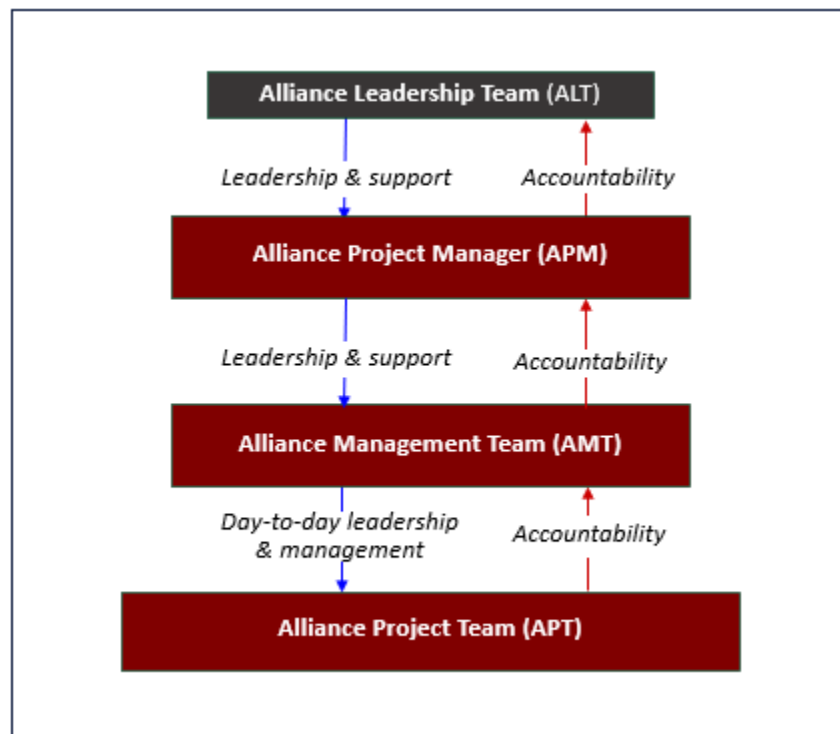 Alliance Leadership Team (ALT)
Leadership & support
Accountability
Alliance Project Manager (APM)
Leadership & support
Accountability
Alliance Management Team (AMT)
Day-to-day leadership
& management
Accountability
Alliance Project Team (APT)